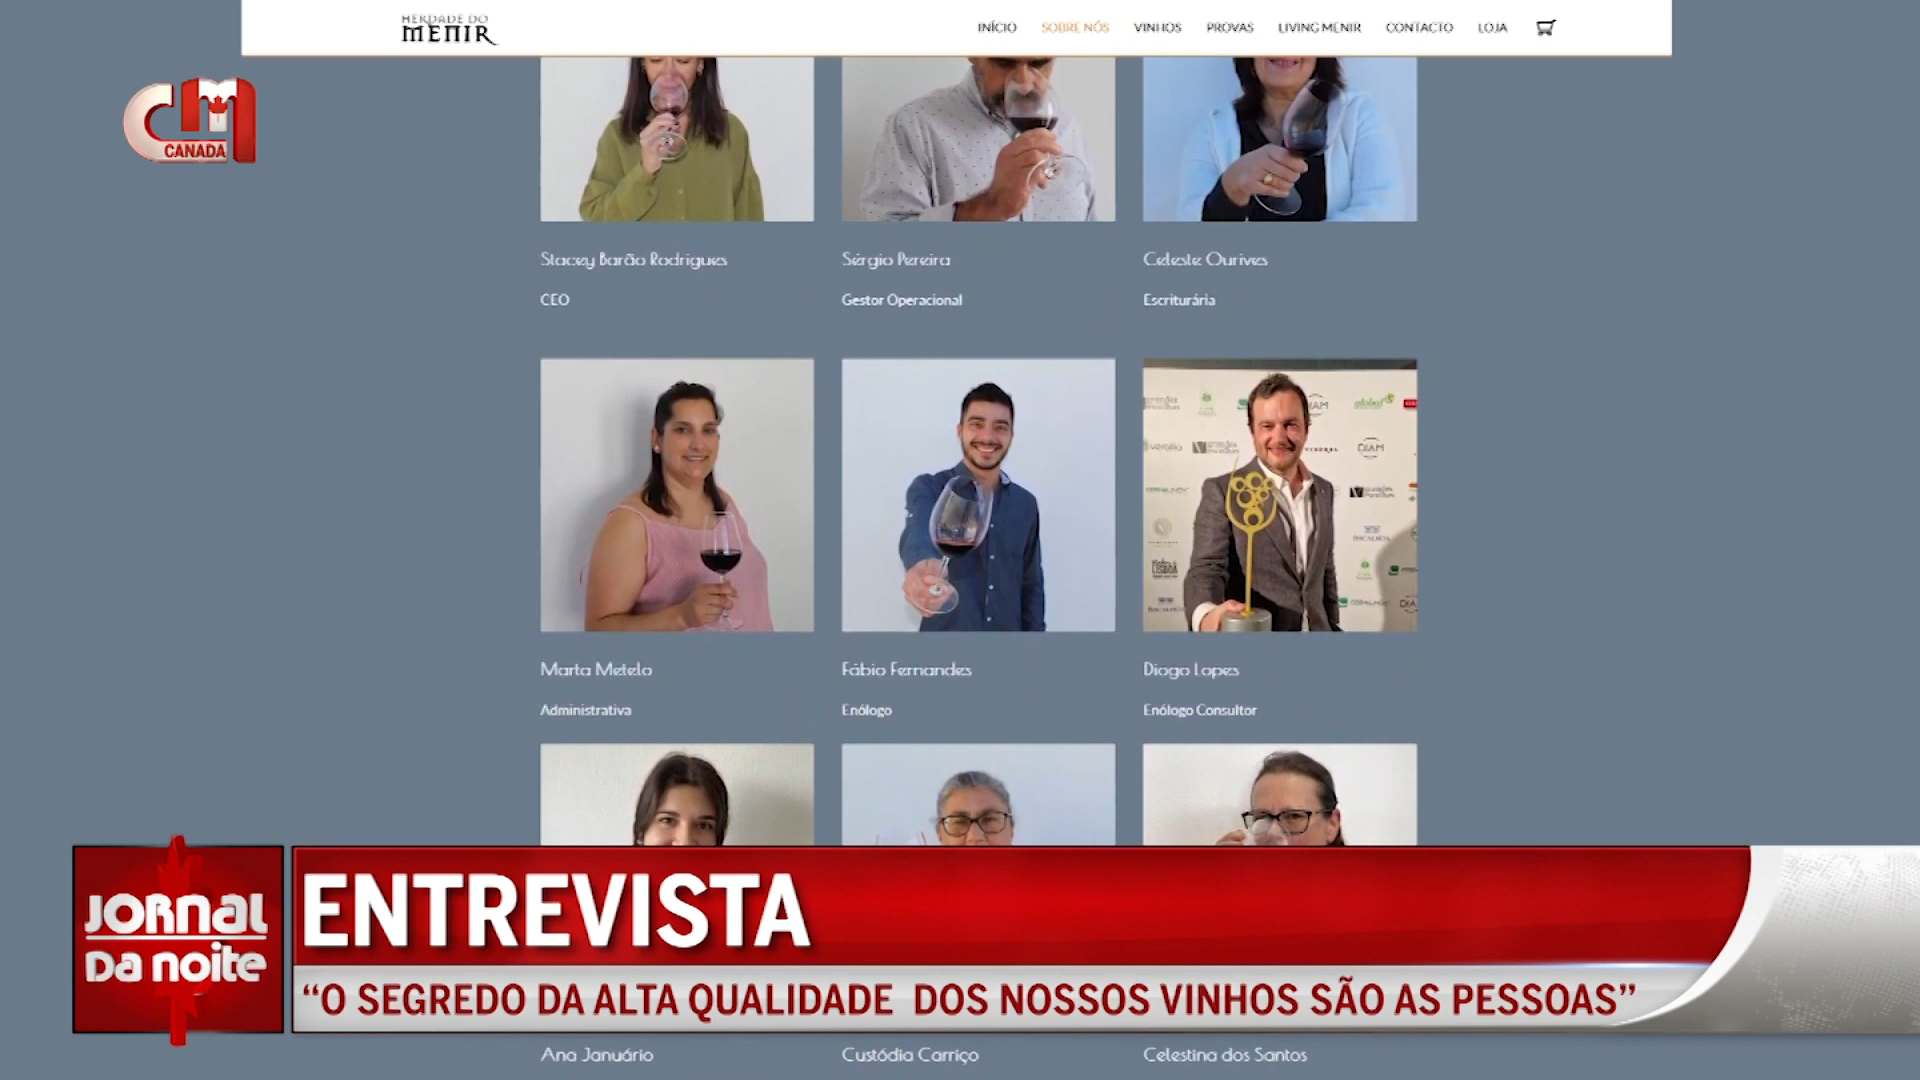 HERDADE DO
MENIR
INÍCIO SOBRE NÓS VINHOS PROVAS LIVING MENIR CONTACTO LOJA
CM
CANADA
Stacey Barão Rodrigues
CEO
Sérgio Pereira
Gestor Operacional
Celeste Ourives
Escriturária
DIAM
Marta Metelo
Administrativa
Fábio Fernandes
Enólogo
Diogo Lopes
Enólogo Consultor
JORNAL
DA NOITE
ENTREVISTA
“O SEGREDO DA ALTA QUALIDADE DOS NOSSOS VINHOS SÃO AS PESSOAS”
Ana Januário
Custódia Carriço
Celestina dos Santos